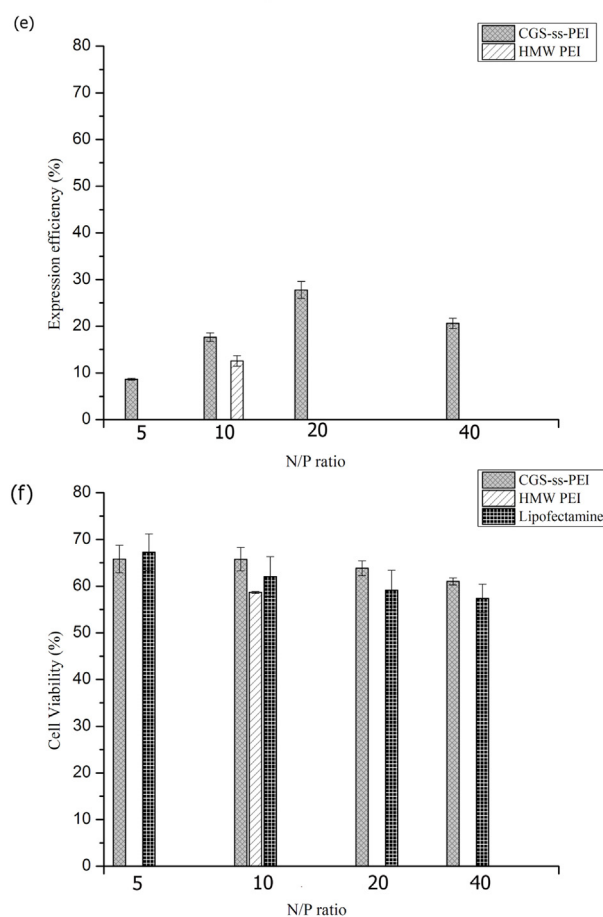 (e)
CGS-ss-PEI
HMW PEI
80
70
60
50
40
30
20
10
0
Expression efficiency (%)
5 10 20 40
N/P ratio
(f)
CGS-ss-PEI
HMW PEI
Lipofectamine
80
70
60
50
40
30
20
10
0
Cell Viability (%)
5 10 20 40
N/P ratio